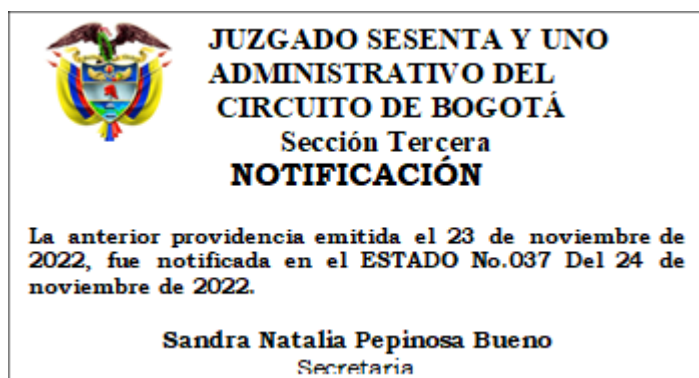 JUZGADO SESENTA Y UNO
ADMINISTRATIVO DEL
CIRCUITO DE BOGOTÁ
Sección Tercera
NOTIFICACIÓN
La anterior providencia emitida el 23 de noviembre de
2022, fue notificada en el ESTADO No.037 Del 24 de
noviembre de 2022.
Sandra Natalia Pepinosa Bueno
Secretaria